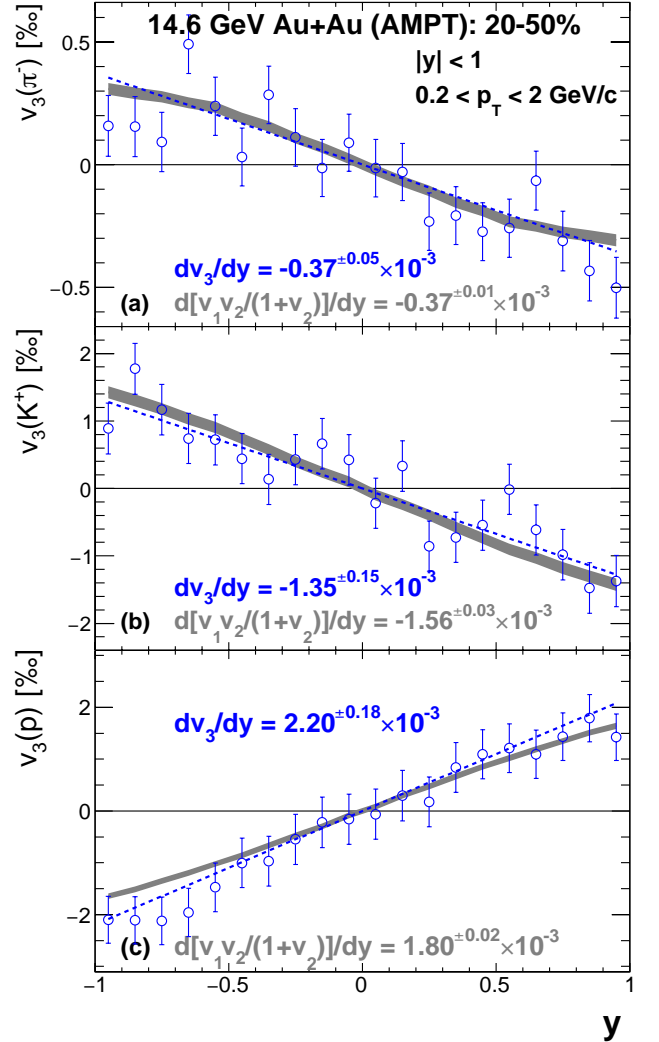 14.6 GeV Au+Au (AMPT): 20-50%
|y| < 1
0.2 < p_T < 2 GeV/c
v₃(π⁻) [‰]
0.5
0
−0.5
dv₃/dy = -0.37^±0.05×10⁻³
(a) d[v₁v₂/(1+v₂)]/dy = -0.37^±0.01×10⁻³
v₃(K⁺) [‰]
2
1
0
−1
−2
dv₃/dy = -1.35^±0.15×10⁻³
(b) d[v₁v₂/(1+v₂)]/dy = -1.56^±0.03×10⁻³
v₃(p) [‰]
2
0
−2
dv₃/dy = 2.20^±0.18×10⁻³
(c) d[v₁v₂/(1+v₂)]/dy = 1.80^±0.02×10⁻³
−1 −0.5 0 0.5 1
y